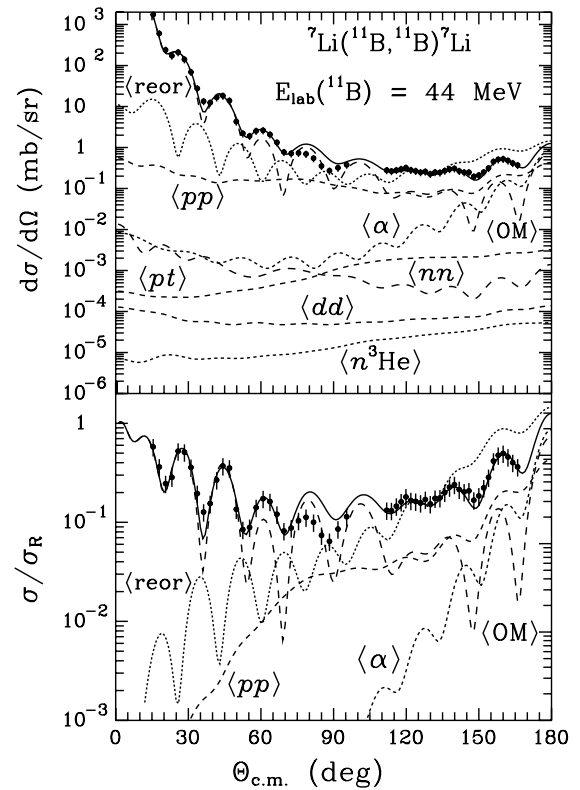 ⁷Li(¹¹B,¹¹B)⁷Li
E_lab(¹¹B) = 44 MeV
dσ/dΩ (mb/sr)
10³
10²
10
1
10⁻¹
10⁻²
10⁻³
10⁻⁴
10⁻⁵
10⁻⁶
⟨reor⟩
⟨pp⟩
⟨α⟩
⟨OM⟩
⟨pt⟩
⟨nn⟩
⟨dd⟩
⟨n³He⟩
σ/σ_R
1
10⁻¹
10⁻²
10⁻³
⟨reor⟩
⟨pp⟩
⟨α⟩
⟨OM⟩
0 30 60 90 120 150 180
Θ_c.m. (deg)